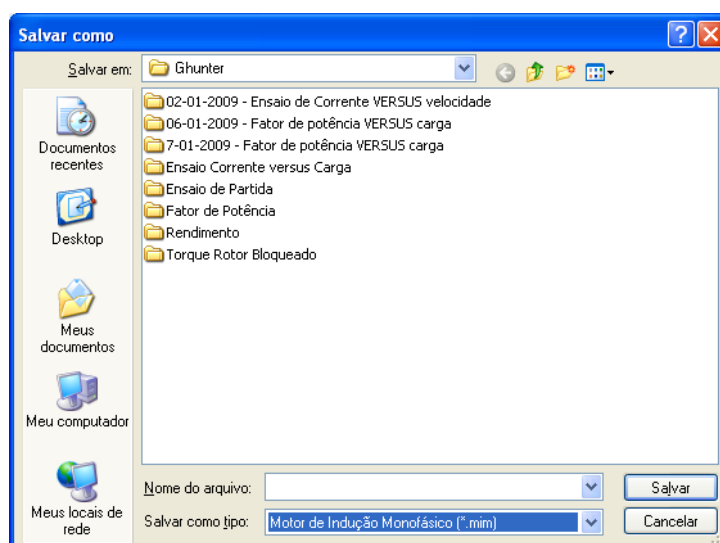 Salvar como
Salvar em: Ghunter
02-01-2009 - Ensaio de Corrente VERSUS velocidade
06-01-2009 - Fator de potência VERSUS carga
7-01-2009 - Fator de potência VERSUS carga
Ensaio Corrente versus Carga
Ensaio de Partida
Fator de Potência
Rendimento
Torque Rotor Bloqueado
Documentos
recentes
Desktop
Meus
documentos
Meu computador
Meus locais de
rede
Nome do arquivo:
Salvar
Salvar como tipo: Motor de Indução Monofásico (*.mim)
Cancelar